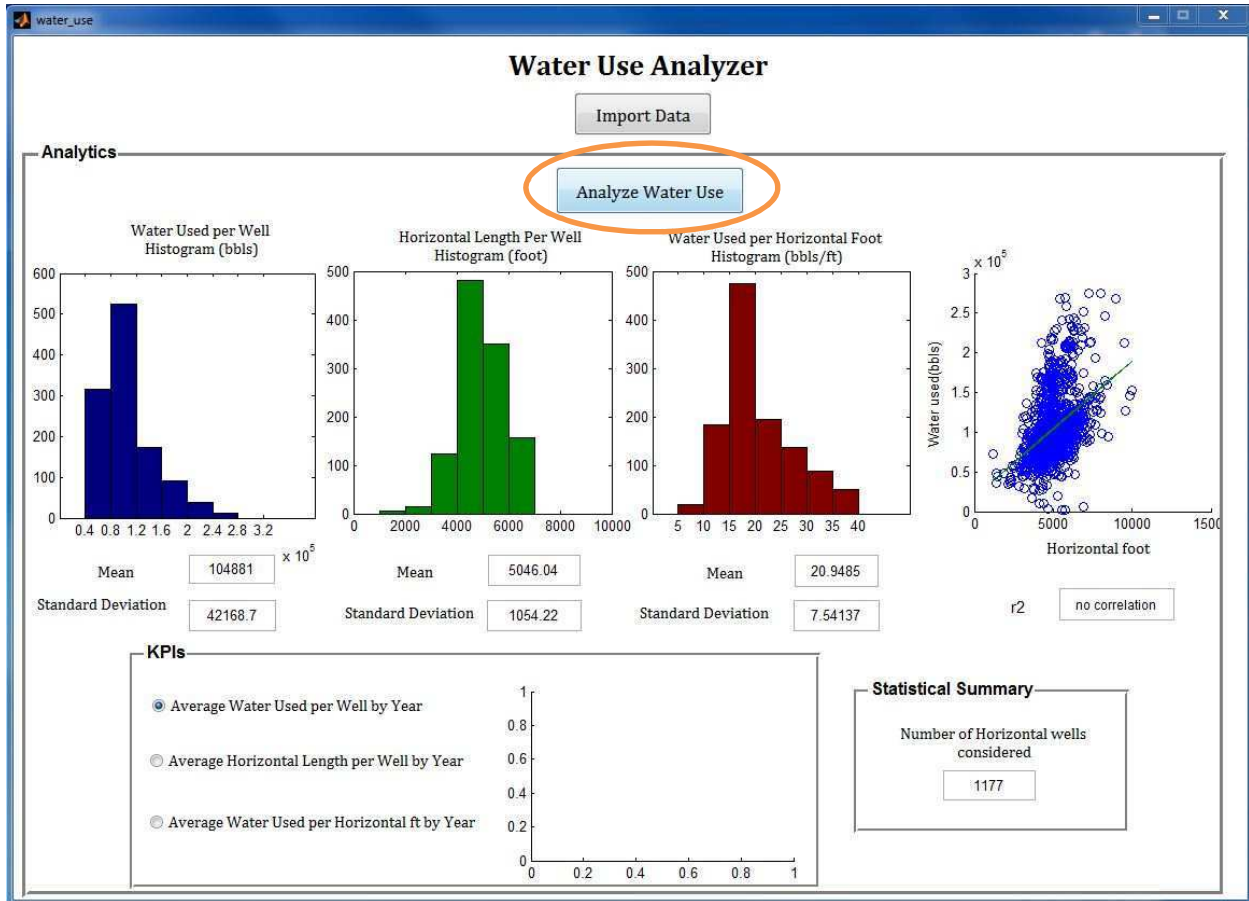 water_use
Water Use Analyzer
Import Data
Analytics
Analyze Water Use
Water Used per Well
Histogram (bbls)
600
500
400
300
200
100
0
0.4 0.8 1.2 1.6 2 2.4 2.8 3.2
x 10^5
Mean 104881
Standard Deviation 42168.7
Horizontal Length Per Well
Histogram (foot)
500
400
300
200
100
0
0 2000 4000 6000 8000 10000
Mean 5046.04
Standard Deviation 1054.22
Water Used per Horizontal Foot
Histogram (bbls/ft)
500
400
300
200
100
0
5 10 15 20 25 30 35 40
Mean 20.9485
Standard Deviation 7.54137
x 10^5
3
2.5
2
1.5
1
0.5
0
Water used(bbls)
0 5000 10000 1500
Horizontal foot
r2 no correlation
KPIs
Average Water Used per Well by Year
Average Horizontal Length per Well by Year
Average Water Used per Horizontal ft by Year
1
0.8
0.6
0.4
0.2
0
0 0.2 0.4 0.6 0.8 1
Statistical Summary
Number of Horizontal wells
considered
1177